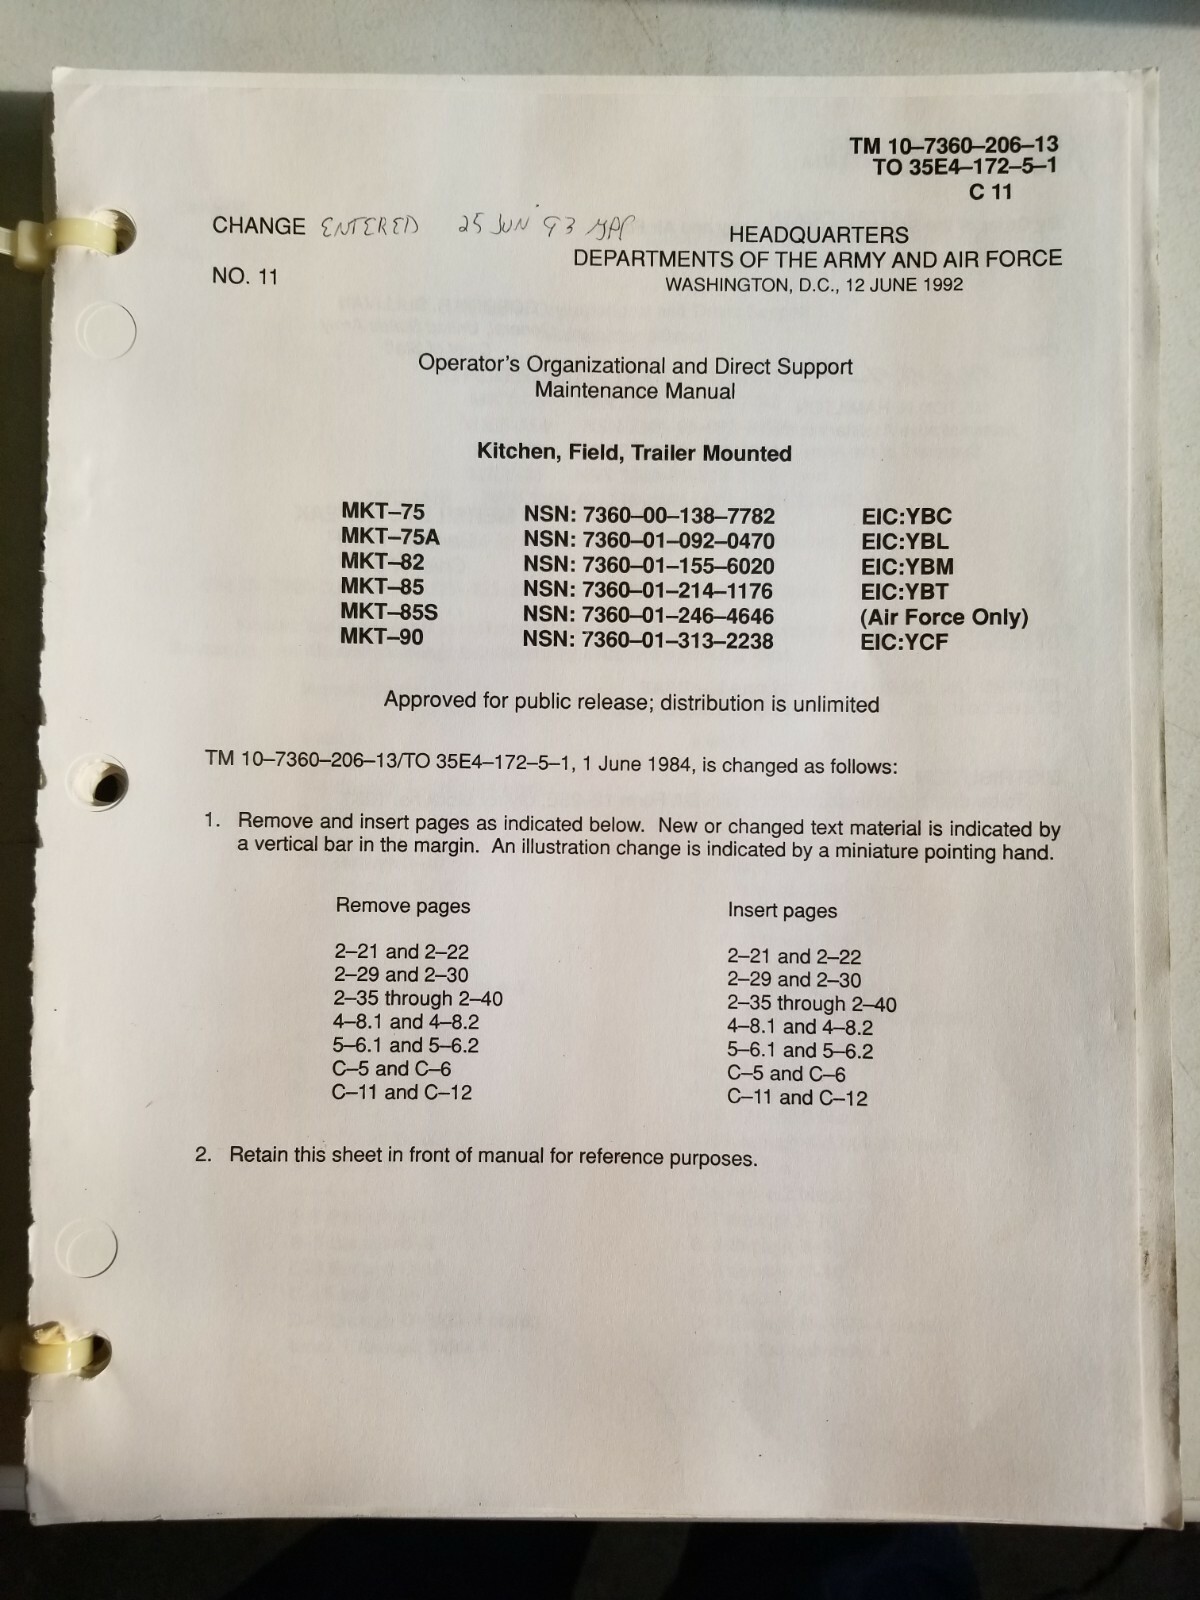 TM 10–7360–206–13
TO 35E4–172–5–1
C 11
CHANGE ENTERED 25 JUN 93
NO. 11
HEADQUARTERS
DEPARTMENTS OF THE ARMY AND AIR FORCE
WASHINGTON, D.C., 12 JUNE 1992
Operator's Organizational and Direct Support
Maintenance Manual
Kitchen, Field, Trailer Mounted
MKT–75 NSN: 7360–00–138–7782 EIC:YBC
MKT–75A NSN: 7360–01–092–0470 EIC:YBL
MKT–82 NSN: 7360–01–155–6020 EIC:YBM
MKT–85 NSN: 7360–01–214–1176 EIC:YBT
MKT–85S NSN: 7360–01–246–4646 (Air Force Only)
MKT–90 NSN: 7360–01–313–2238 EIC:YCF
Approved for public release; distribution is unlimited
TM 10–7360–206–13/TO 35E4–172–5–1, 1 June 1984, is changed as follows:
1. Remove and insert pages as indicated below. New or changed text material is indicated by
a vertical bar in the margin. An illustration change is indicated by a miniature pointing hand.
Remove pages Insert pages
2–21 and 2–22 2–21 and 2–22
2–29 and 2–30 2–29 and 2–30
2–35 through 2–40 2–35 through 2–40
4–8.1 and 4–8.2 4–8.1 and 4–8.2
5–6.1 and 5–6.2 5–6.1 and 5–6.2
C–5 and C–6 C–5 and C–6
C–11 and C–12 C–11 and C–12
2. Retain this sheet in front of manual for reference purposes.